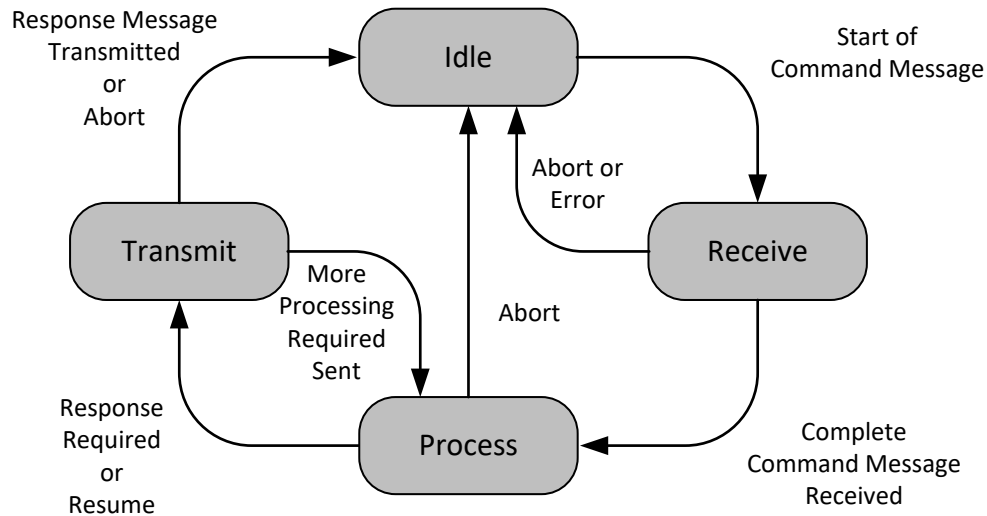 Response Message
Transmitted
or
Abort
Idle
Start of
Command Message
Abort or
Error
Transmit
Receive
More
Processing
Required
Sent
Abort
Response
Required
or
Resume
Process
Complete
Command Message
Received